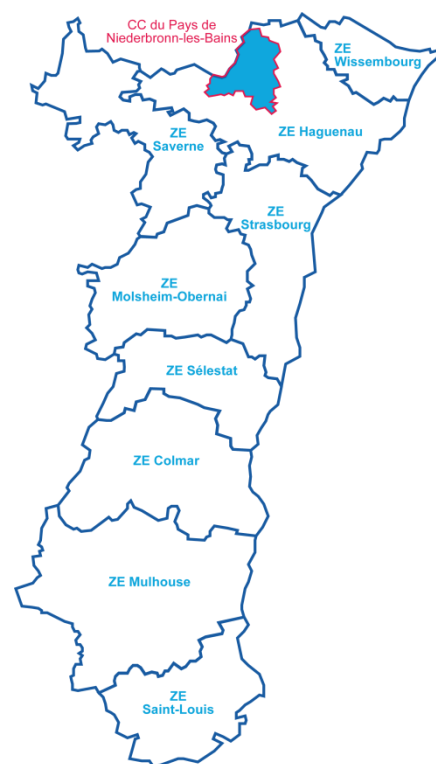 CC du Pays de
Niederbronn-les-Bains
ZE
Wissembourg
ZE
Saverne
ZE Haguenau
ZE
Strasbourg
ZE
Molsheim-Obernai
ZE Sélestat
ZE Colmar
ZE Mulhouse
ZE
Saint-Louis